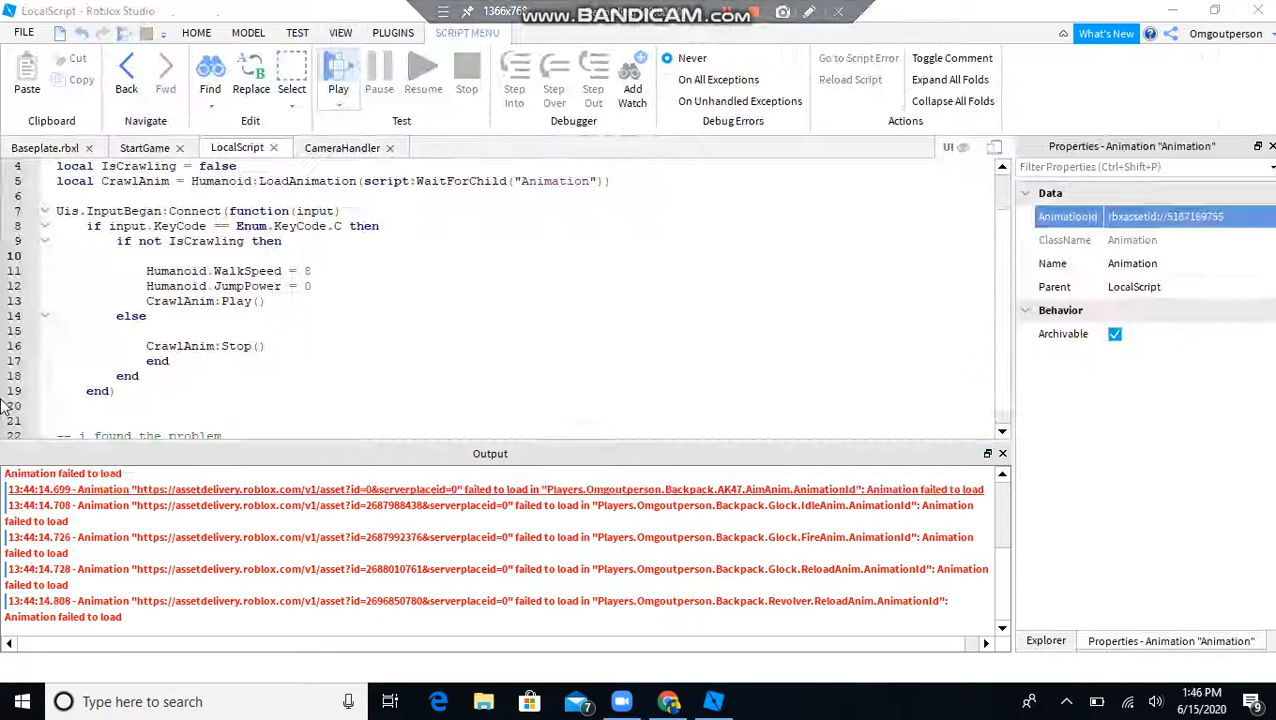 LocalScript - Roblox Studio
1366x768
www.BANDICAM.com
FILE HOME MODEL TEST VIEW PLUGINS SCRIPT MENU What's New Omgoutperson
Paste Cut Copy Back Fwd Find Replace Select Play Pause Resume Stop Step Into Step Over Step Out Add Watch
Never
On All Exceptions
On Unhandled Exceptions
Go to Script Error
Reload Script
Toggle Comment
Expand All Folds
Collapse All Folds
Clipboard Navigate Edit Test Debugger Debug Errors Actions
Baseplate.rbxl StartGame LocalScript CameraHandler UI
4 local IsCrawling = false
5 local CrawlAnim = Humanoid:LoadAnimation(script:WaitForChild("Animation"))
6
7 Uis.InputBegan:Connect(function(input)
8 if input.KeyCode == Enum.KeyCode.C then
9 if not IsCrawling then
10
11 Humanoid.WalkSpeed = 8
12 Humanoid.JumpPower = 0
13 CrawlAnim:Play()
14 else
15
16 CrawlAnim:Stop()
17 end
18 end
19 end)
20
21
22 -- i found the problem
Output
Animation failed to load
13:44:14.699 - Animation "https://assetdelivery.roblox.com/v1/asset?id=0&serverplaceid=0" failed to load in "Players.Omgoutperson.Backpack.AK47.AimAnim.AnimationId": Animation failed to load
13:44:14.708 - Animation "https://assetdelivery.roblox.com/v1/asset?id=2687988438&serverplaceid=0" failed to load in "Players.Omgoutperson.Backpack.Glock.IdleAnim.AnimationId": Animation
failed to load
13:44:14.726 - Animation "https://assetdelivery.roblox.com/v1/asset?id=2687992376&serverplaceid=0" failed to load in "Players.Omgoutperson.Backpack.Glock.FireAnim.AnimationId": Animation
failed to load
13:44:14.728 - Animation "https://assetdelivery.roblox.com/v1/asset?id=2688010761&serverplaceid=0" failed to load in "Players.Omgoutperson.Backpack.Glock.ReloadAnim.AnimationId": Animation
failed to load
13:44:14.808 - Animation "https://assetdelivery.roblox.com/v1/asset?id=2696850780&serverplaceid=0" failed to load in "Players.Omgoutperson.Backpack.Revolver.ReloadAnim.AnimationId":
Animation failed to load
Properties - Animation "Animation"
Filter Properties (Ctrl+Shift+P)
Data
AnimationId rbxassetid://5187169755
ClassName Animation
Name Animation
Parent LocalScript
Behavior
Archivable
Explorer Properties - Animation "Animation"
Type here to search
7
1:46 PM
6/15/2020
9